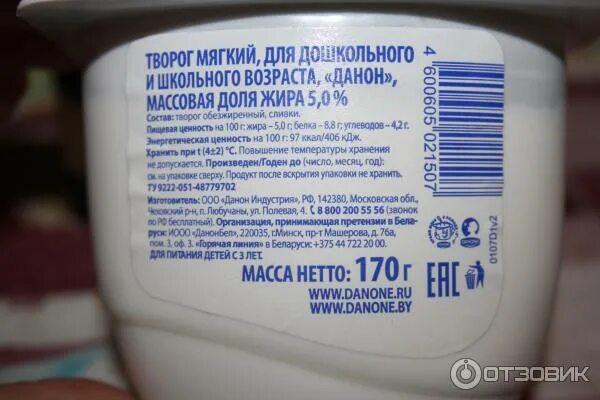 ТВОРОГ МЯГКИЙ, ДЛЯ ДОШКОЛЬНОГО
И ШКОЛЬНОГО ВОЗРАСТА, «ДАНОН»,
МАССОВАЯ ДОЛЯ ЖИРА 5,0 %
Состав: творог обезжиренный, сливки.
Пищевая ценность на 100 г: жира – 5,0 г; белка – 8,8 г; углеводов – 4,2 г.
Энергетическая ценность на 100 г: 97 ккал/406 кДж.
Хранить при t (4±2) °С. Повышение температуры хранения
не допускается. Произведен/Годен до (число, месяц, год):
см. на упаковке сверху. Продукт после вскрытия упаковки не хранить.
ТУ 9222-051-48779702
Изготовитель: ООО «Данон Индустрия», РФ, 142380, Московская обл.,
Чеховский р-н, п. Любучаны, ул. Полевая, 4. 8 800 200 55 56 (звонок
по РФ бесплатный). Организация, принимающая претензии в Бела-
руси: ИООО «Данонбел», 220035, г.Минск, пр-т Машерова, д. 76а,
пом. 3, оф. 3. «Горячая линия» в Беларуси: +375 44 722 20 00.
ДЛЯ ПИТАНИЯ ДЕТЕЙ С 3 ЛЕТ.
МАССА НЕТТО: 170 г
WWW.DANONE.RU
WWW.DANONE.BY
4 600605 021507
0107D1v2
DANONE
EAC
ОТЗОВИК